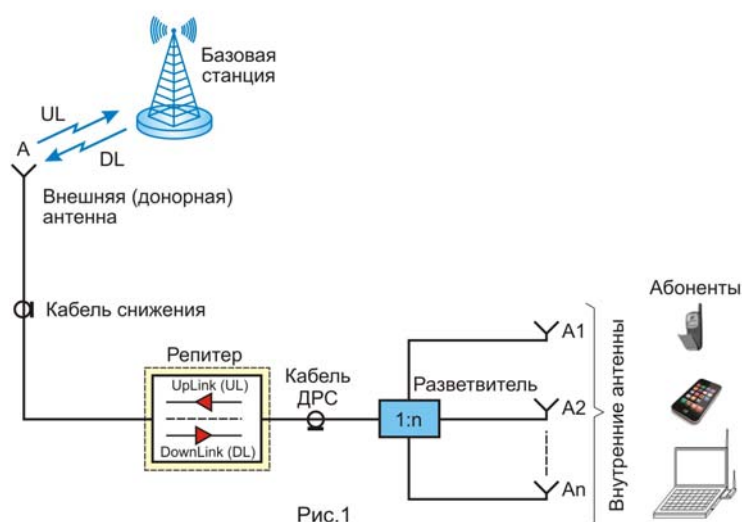 Базовая
станция
UL
DL
A
Внешняя (донорная)
антенна
Кабель снижения
Репитер
UpLink (UL)
DownLink (DL)
Кабель
ДРС
Разветвитель
1:n
A1
A2
An
Внутренние антенны
Абоненты
Рис.1